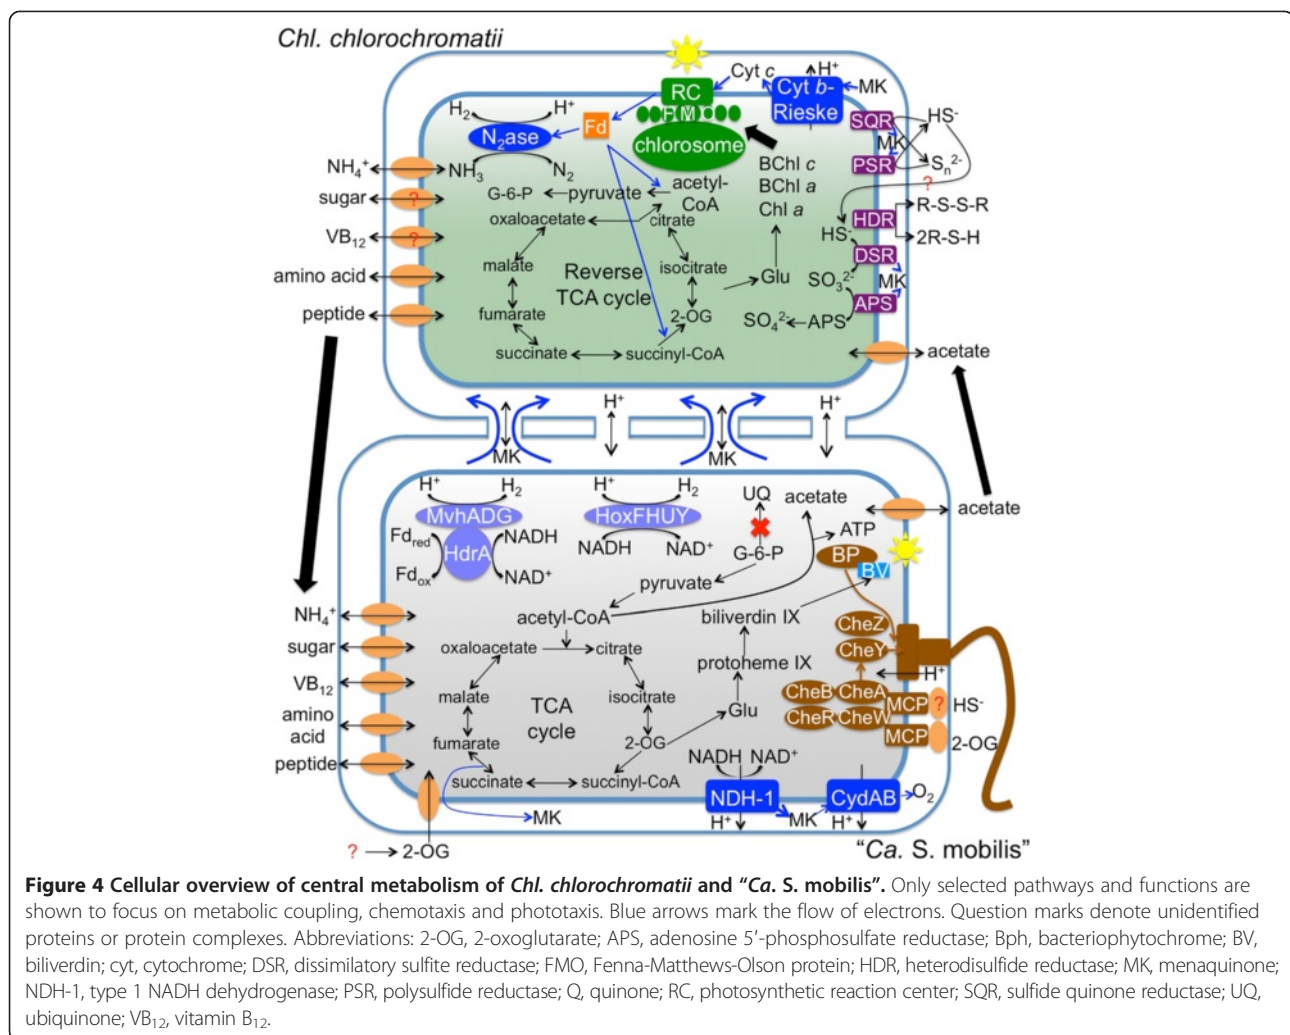 Chl. chlorochromatii
Cyt c
H⁺
MK
RC
Cyt b-
Rieske
FMO
chlorosome
H₂
H⁺
N₂ase
Fd
NH₃
N₂
SQR
HS⁻
MK
PSR
Sₙ²⁻
?
BChl c
BChl a
Chl a
NH₄⁺
sugar
?
VB₁₂
?
amino acid
peptide
G-6-P
pyruvate
acetyl-
CoA
oxaloacetate
citrate
malate
isocitrate
Reverse
TCA cycle
fumarate
2-OG
succinate
succinyl-CoA
Glu
HDR
R-S-S-R
2R-S-H
HS⁻
DSR
SO₃²⁻
MK
APS
SO₄²⁻
APS
acetate
MK
H⁺
MK
H⁺
H⁺
H₂
MvhADG
HdrA
Fdred
Fdox
NADH
NAD⁺
H⁺
H₂
HoxFHUY
NADH
NAD⁺
UQ
G-6-P
acetate
ATP
acetate
BP
BV
pyruvate
acetyl-CoA
biliverdin IX
protoheme IX
Glu
NH₄⁺
sugar
VB₁₂
amino
acid
peptide
oxaloacetate
citrate
malate
isocitrate
TCA
cycle
fumarate
2-OG
succinate
succinyl-CoA
MK
CheZ
CheY
H⁺
CheB
CheA
CheR
CheW
MCP
?
HS⁻
MCP
2-OG
NADH
NAD⁺
NDH-1
H⁺
MK
CydAB
H⁺
O₂
? 2-OG
"Ca. S. mobilis"
Figure 4 Cellular overview of central metabolism of Chl. chlorochromatii and "Ca. S. mobilis". Only selected pathways and functions are
shown to focus on metabolic coupling, chemotaxis and phototaxis. Blue arrows mark the flow of electrons. Question marks denote unidentified
proteins or protein complexes. Abbreviations: 2-OG, 2-oxoglutarate; APS, adenosine 5′-phosphosulfate reductase; Bph, bacteriophytochrome; BV,
biliverdin; cyt, cytochrome; DSR, dissimilatory sulfite reductase; FMO, Fenna-Matthews-Olson protein; HDR, heterodisulfide reductase; MK, menaquinone;
NDH-1, type 1 NADH dehydrogenase; PSR, polysulfide reductase; Q, quinone; RC, photosynthetic reaction center; SQR, sulfide quinone reductase; UQ,
ubiquinone; VB₁₂, vitamin B₁₂.